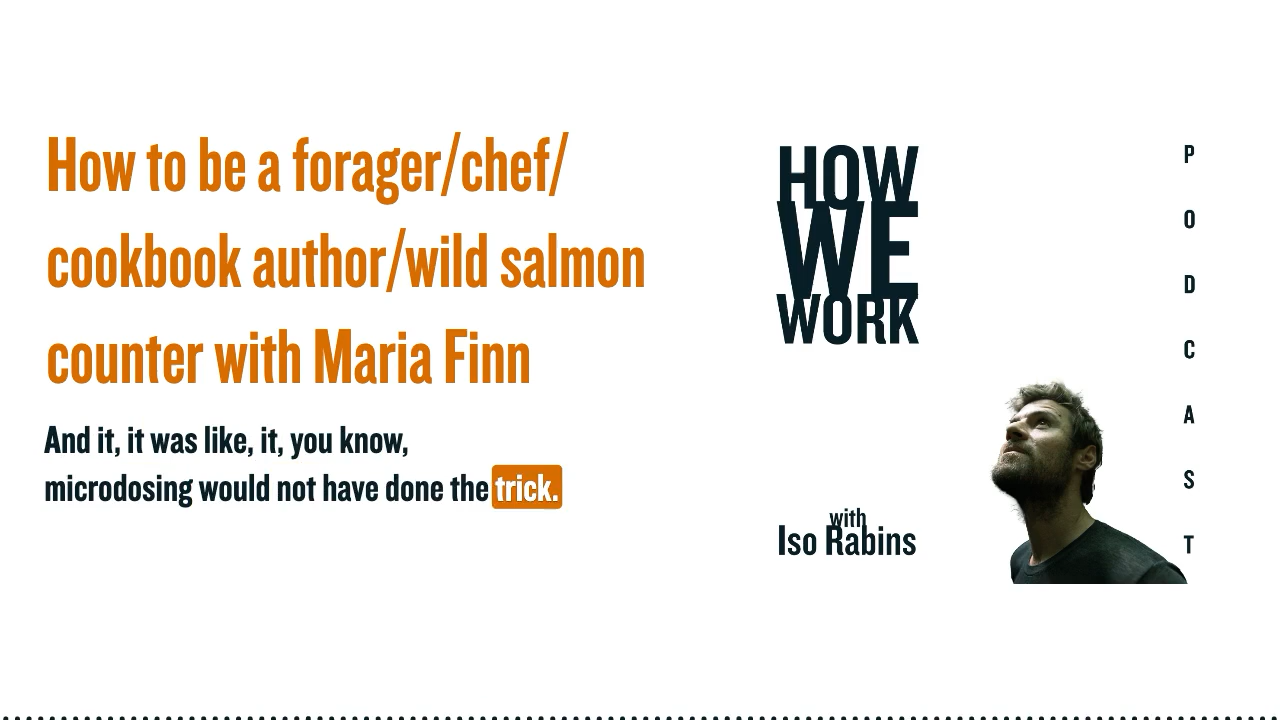 How to be a forager/chef/
cookbook author/wild salmon
counter with Maria Finn
And it, it was like, it, you know,
microdosing would not have done the trick.
HOW
WE
WORK
with
Iso Rabins
PODCAST